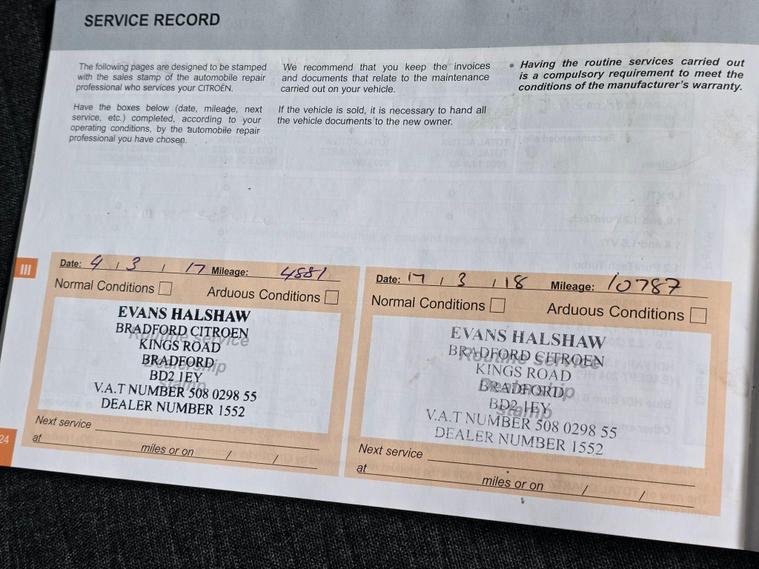 SERVICE RECORD
The following pages are designed to be stamped
with the sales stamp of the automobile repair
professional who services your CITROËN.
Have the boxes below (date, mileage, next
service, etc.) completed, according to your
operating conditions, by the automobile repair
professional you have chosen.
We recommend that you keep the invoices
and documents that relate to the maintenance
carried out on your vehicle.
If the vehicle is sold, it is necessary to hand all
the vehicle documents to the new owner.
• Having the routine services carried out
is a compulsory requirement to meet the
conditions of the manufacturer's warranty.
III
Date: 4 / 3 / 17 Mileage: 4881
Normal Conditions Arduous Conditions
Routine Service
Dealership
Stamp
EVANS HALSHAW
BRADFORD CITROEN
KINGS ROAD
BRADFORD
BD2 1EY
V.A.T NUMBER 508 0298 55
DEALER NUMBER 1552
Next service
at miles or on / /
Date: 17 / 3 / 18 Mileage: 10787
Normal Conditions Arduous Conditions
Routine Service
Dealership
Stamp
EVANS HALSHAW
BRADFORD CITROEN
KINGS ROAD
BRADFORD
BD2 1EY
V.A.T NUMBER 508 0298 55
DEALER NUMBER 1552
Next service
at miles or on / /
24